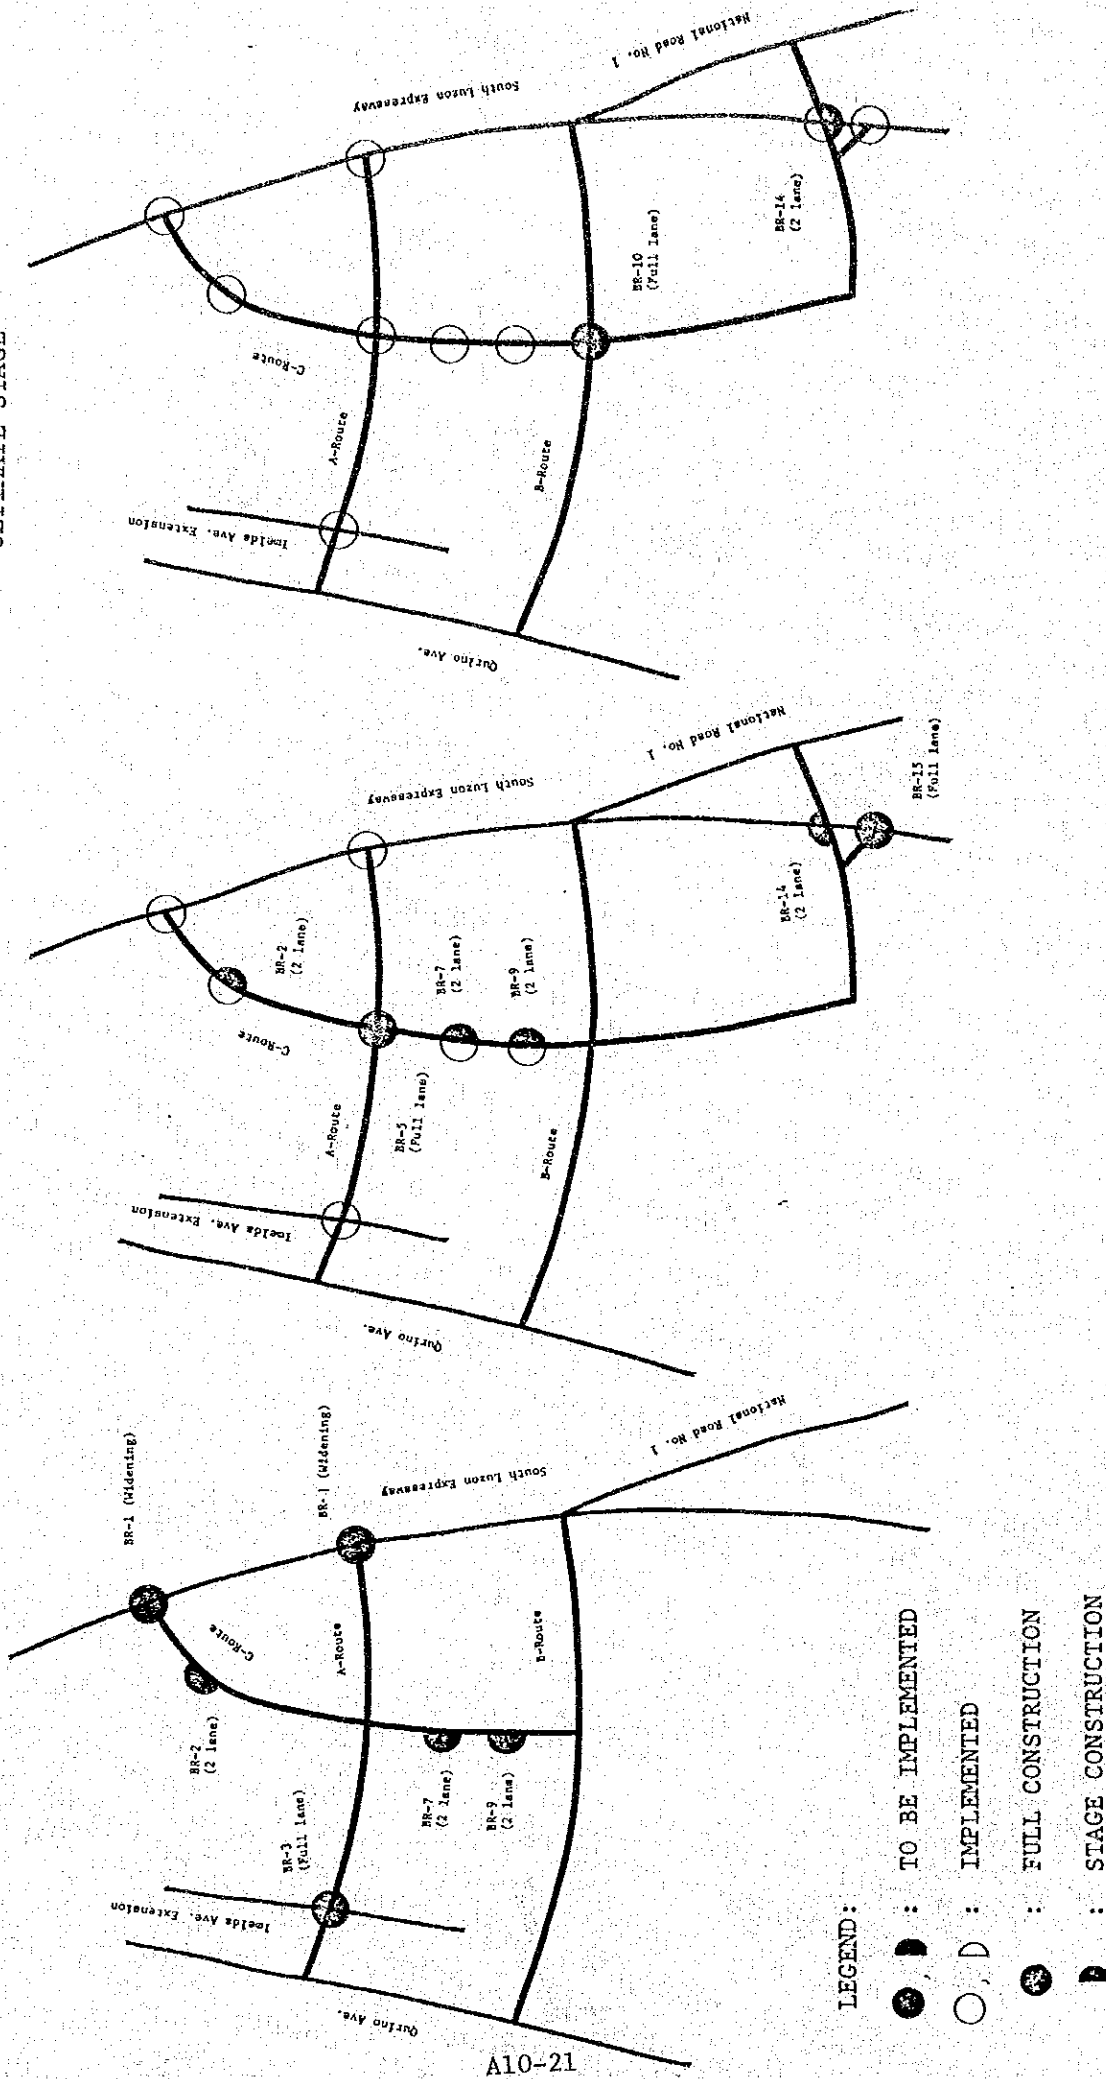 BR-1 (Widening)
BR-1 (Widening)
South Luzon Expressway
National Road No. 1
C-Route
A-Route
B-Route
BR-2
(2 lane)
BR-3
(Full lane)
BR-7
(2 lane)
BR-9
(2 lane)
Imelda Ave. Extension
Qurino Ave.
South Luzon Expressway
National Road No. 1
BR-2
(2 lane)
BR-7
(2 lane)
BR-9
(2 lane)
BR-14
(2 lane)
BR-15
(Full lane)
C-Route
A-Route
BR-5
(Full lane)
B-Route
Imelda Ave. Extension
Qurino Ave.
STAGE
South Luzon Expressway
National Road No. 1
C-Route
A-Route
B-Route
BR-10
(Full lane)
BR-14
(2 lane)
Imelda Ave. Extension
Qurino Ave.
LEGEND:
, : TO BE IMPLEMENTED
, : IMPLEMENTED
: FULL CONSTRUCTION
: STAGE CONSTRUCTION
A10-21